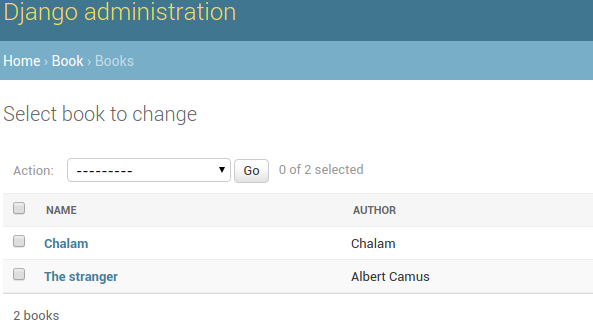 Django administration
Home › Book › Books
Select book to change
Action: --------- Go 0 of 2 selected
NAME AUTHOR
Chalam Chalam
The stranger Albert Camus
2 books